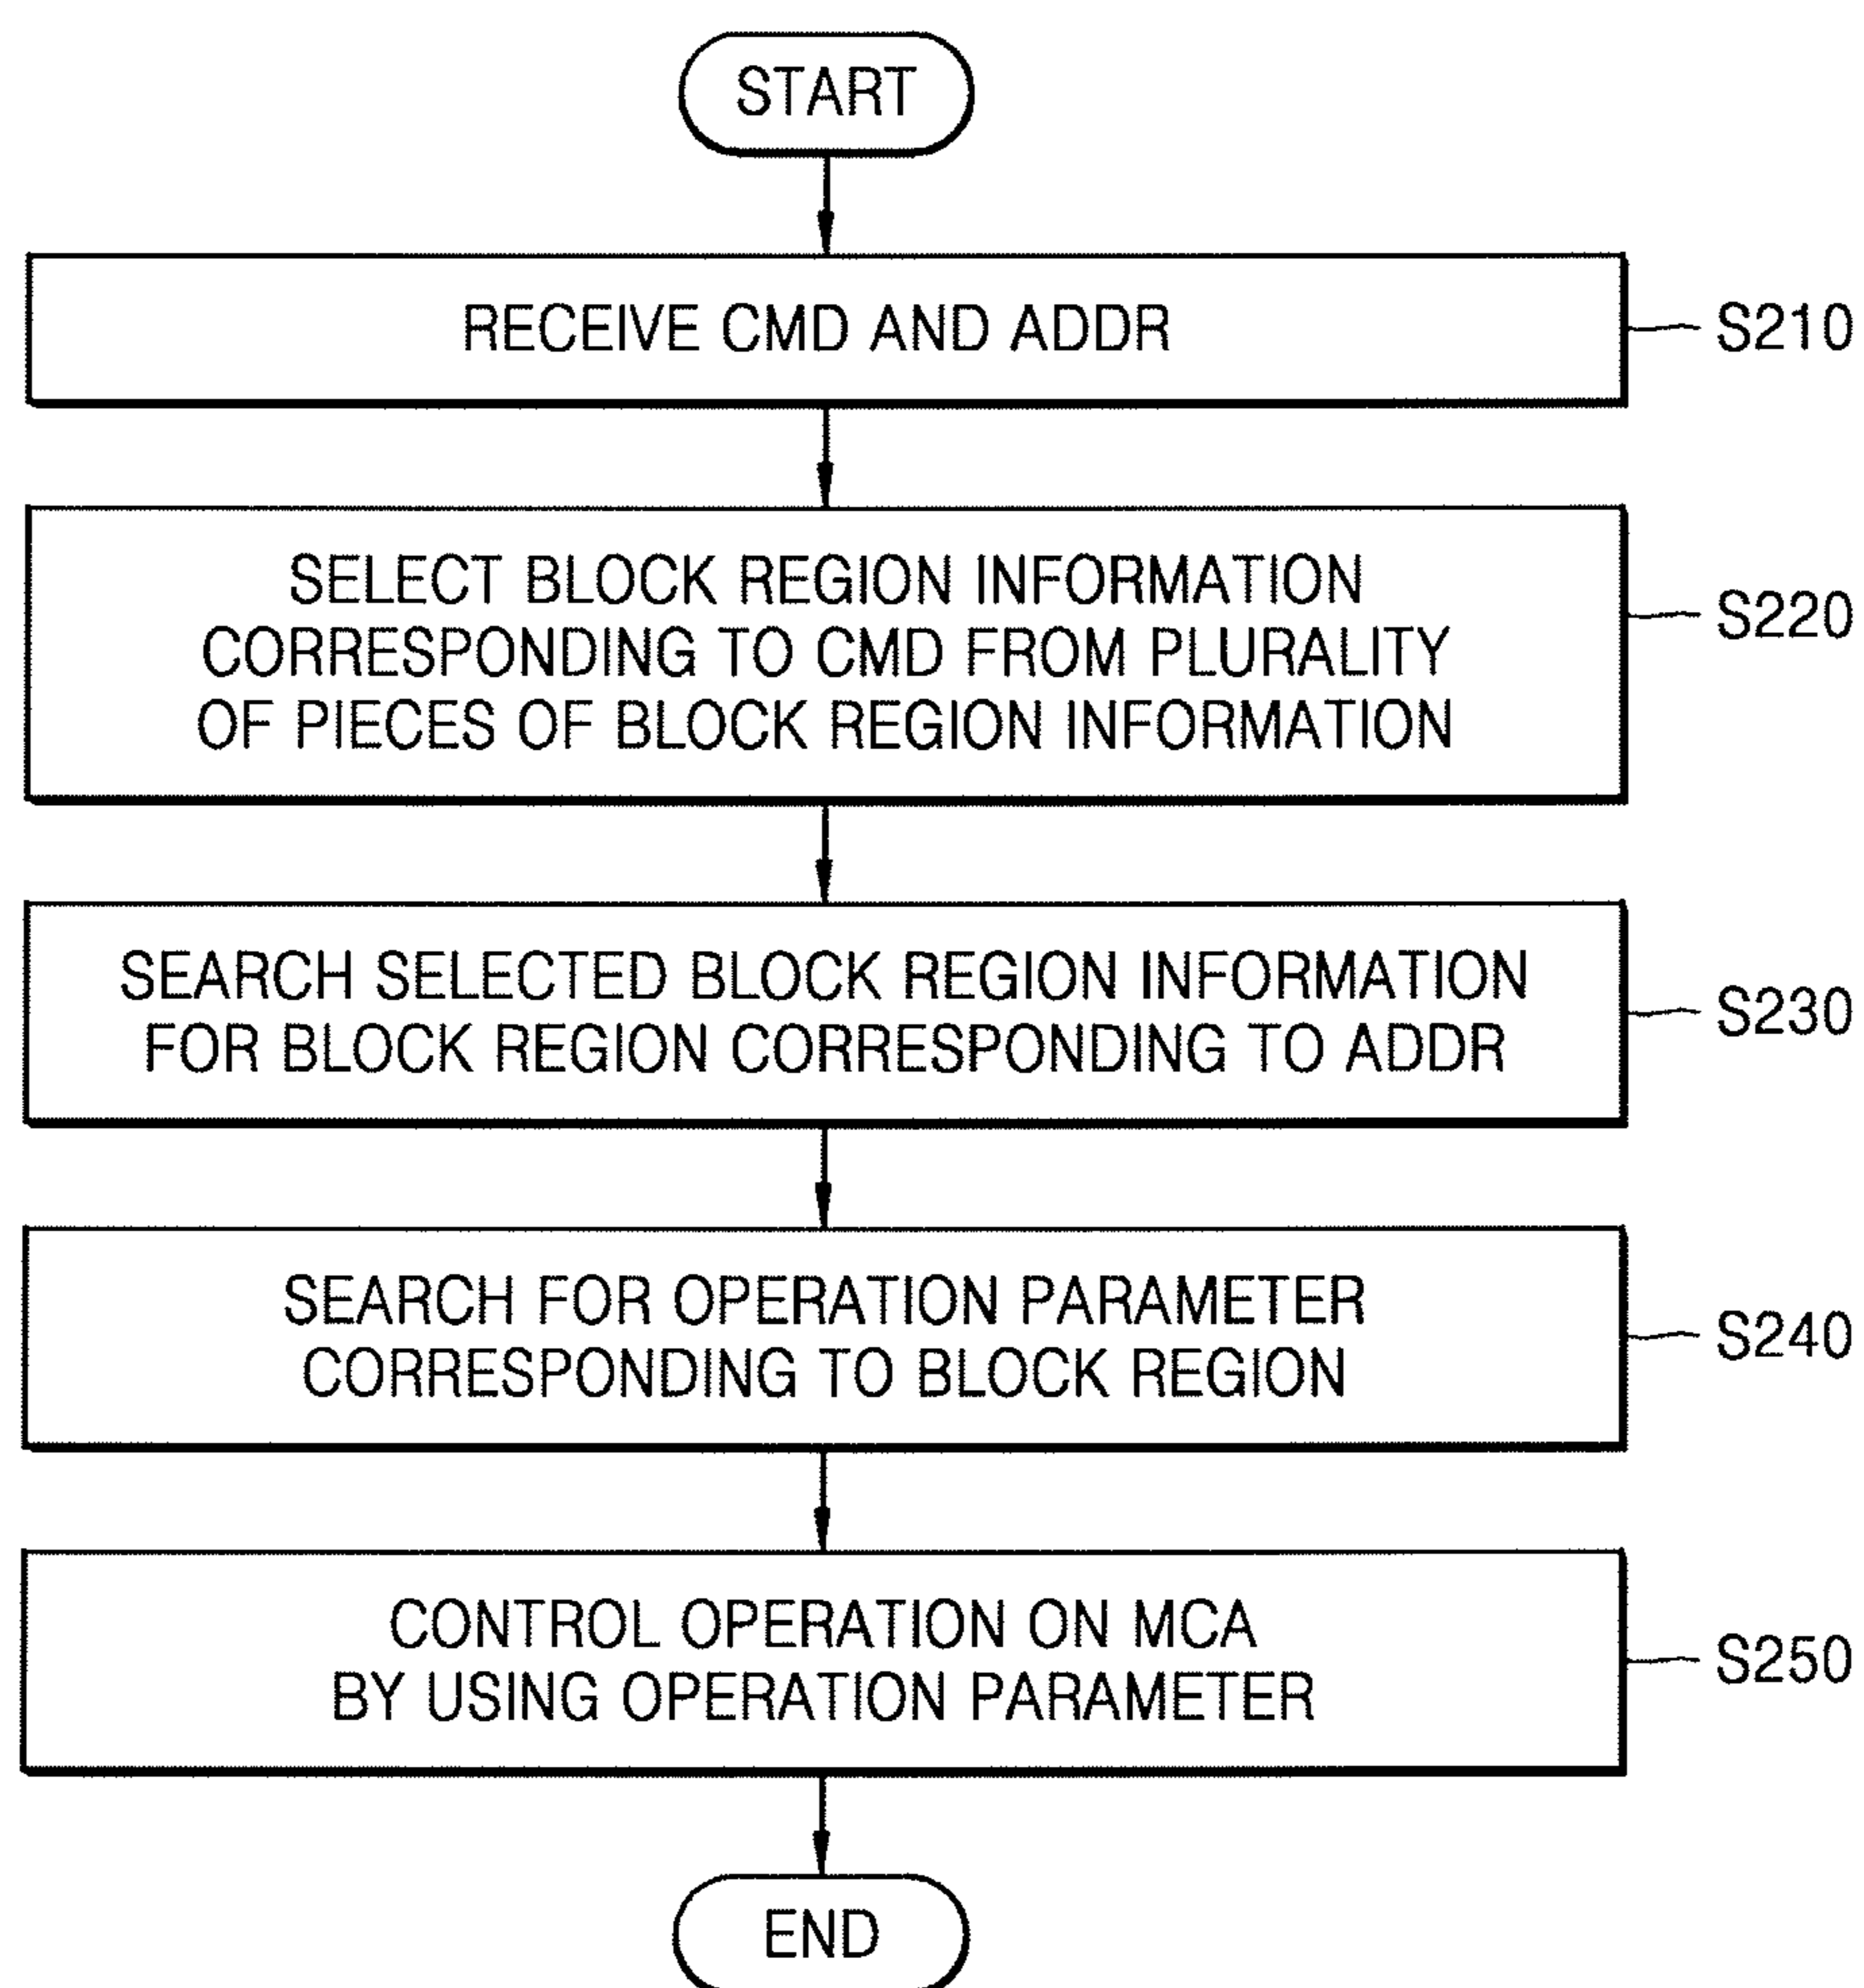 START
RECEIVE CMD AND ADDR
S210
SELECT BLOCK REGION INFORMATION
CORRESPONDING TO CMD FROM PLURALITY
OF PIECES OF BLOCK REGION INFORMATION
S220
SEARCH SELECTED BLOCK REGION INFORMATION
FOR BLOCK REGION CORRESPONDING TO ADDR
S230
SEARCH FOR OPERATION PARAMETER
CORRESPONDING TO BLOCK REGION
S240
CONTROL OPERATION ON MCA
BY USING OPERATION PARAMETER
S250
END